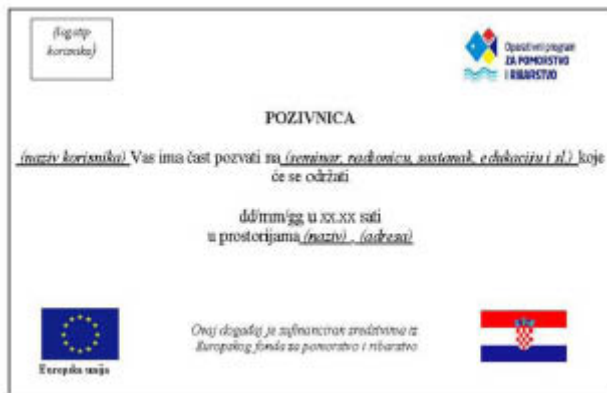 (logotip
korisnika)
Operativni program
ZA POMORSTVO
I RIBARSTVO
POZIVNICA
(naziv korisnika) Vas ima čast pozvati na (seminar, radionicu, sastanak, edukaciju i sl.) koje
će se održati
dd/mm/gg u xx.xx sati
u prostorijama (naziv) , (adresa)
Ovaj događaj je sufinanciran sredstvima iz
Europskog fonda za pomorstvo i ribarstvo
Europska unija